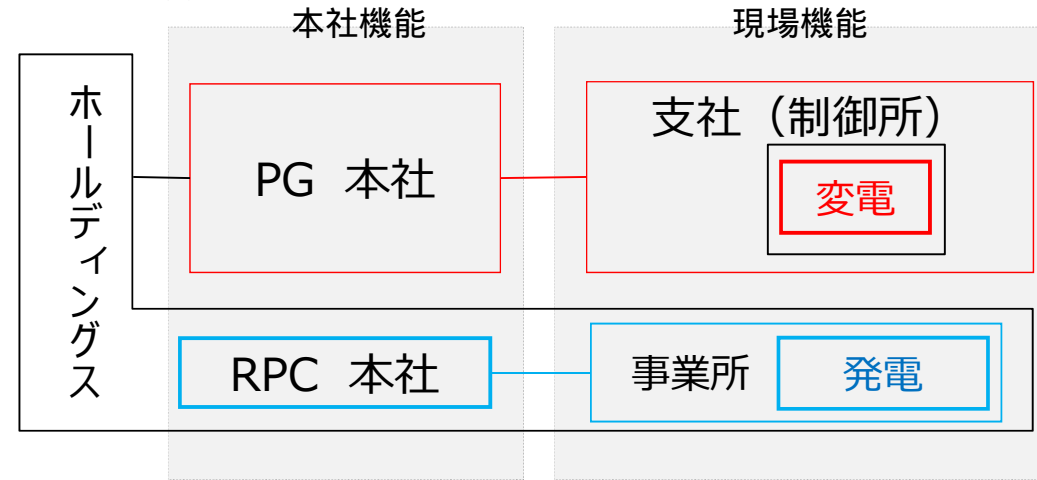 本社機能
現場機能
ホールディングス
PG 本社
支社（制御所）
変電
RPC 本社
事業所
発電